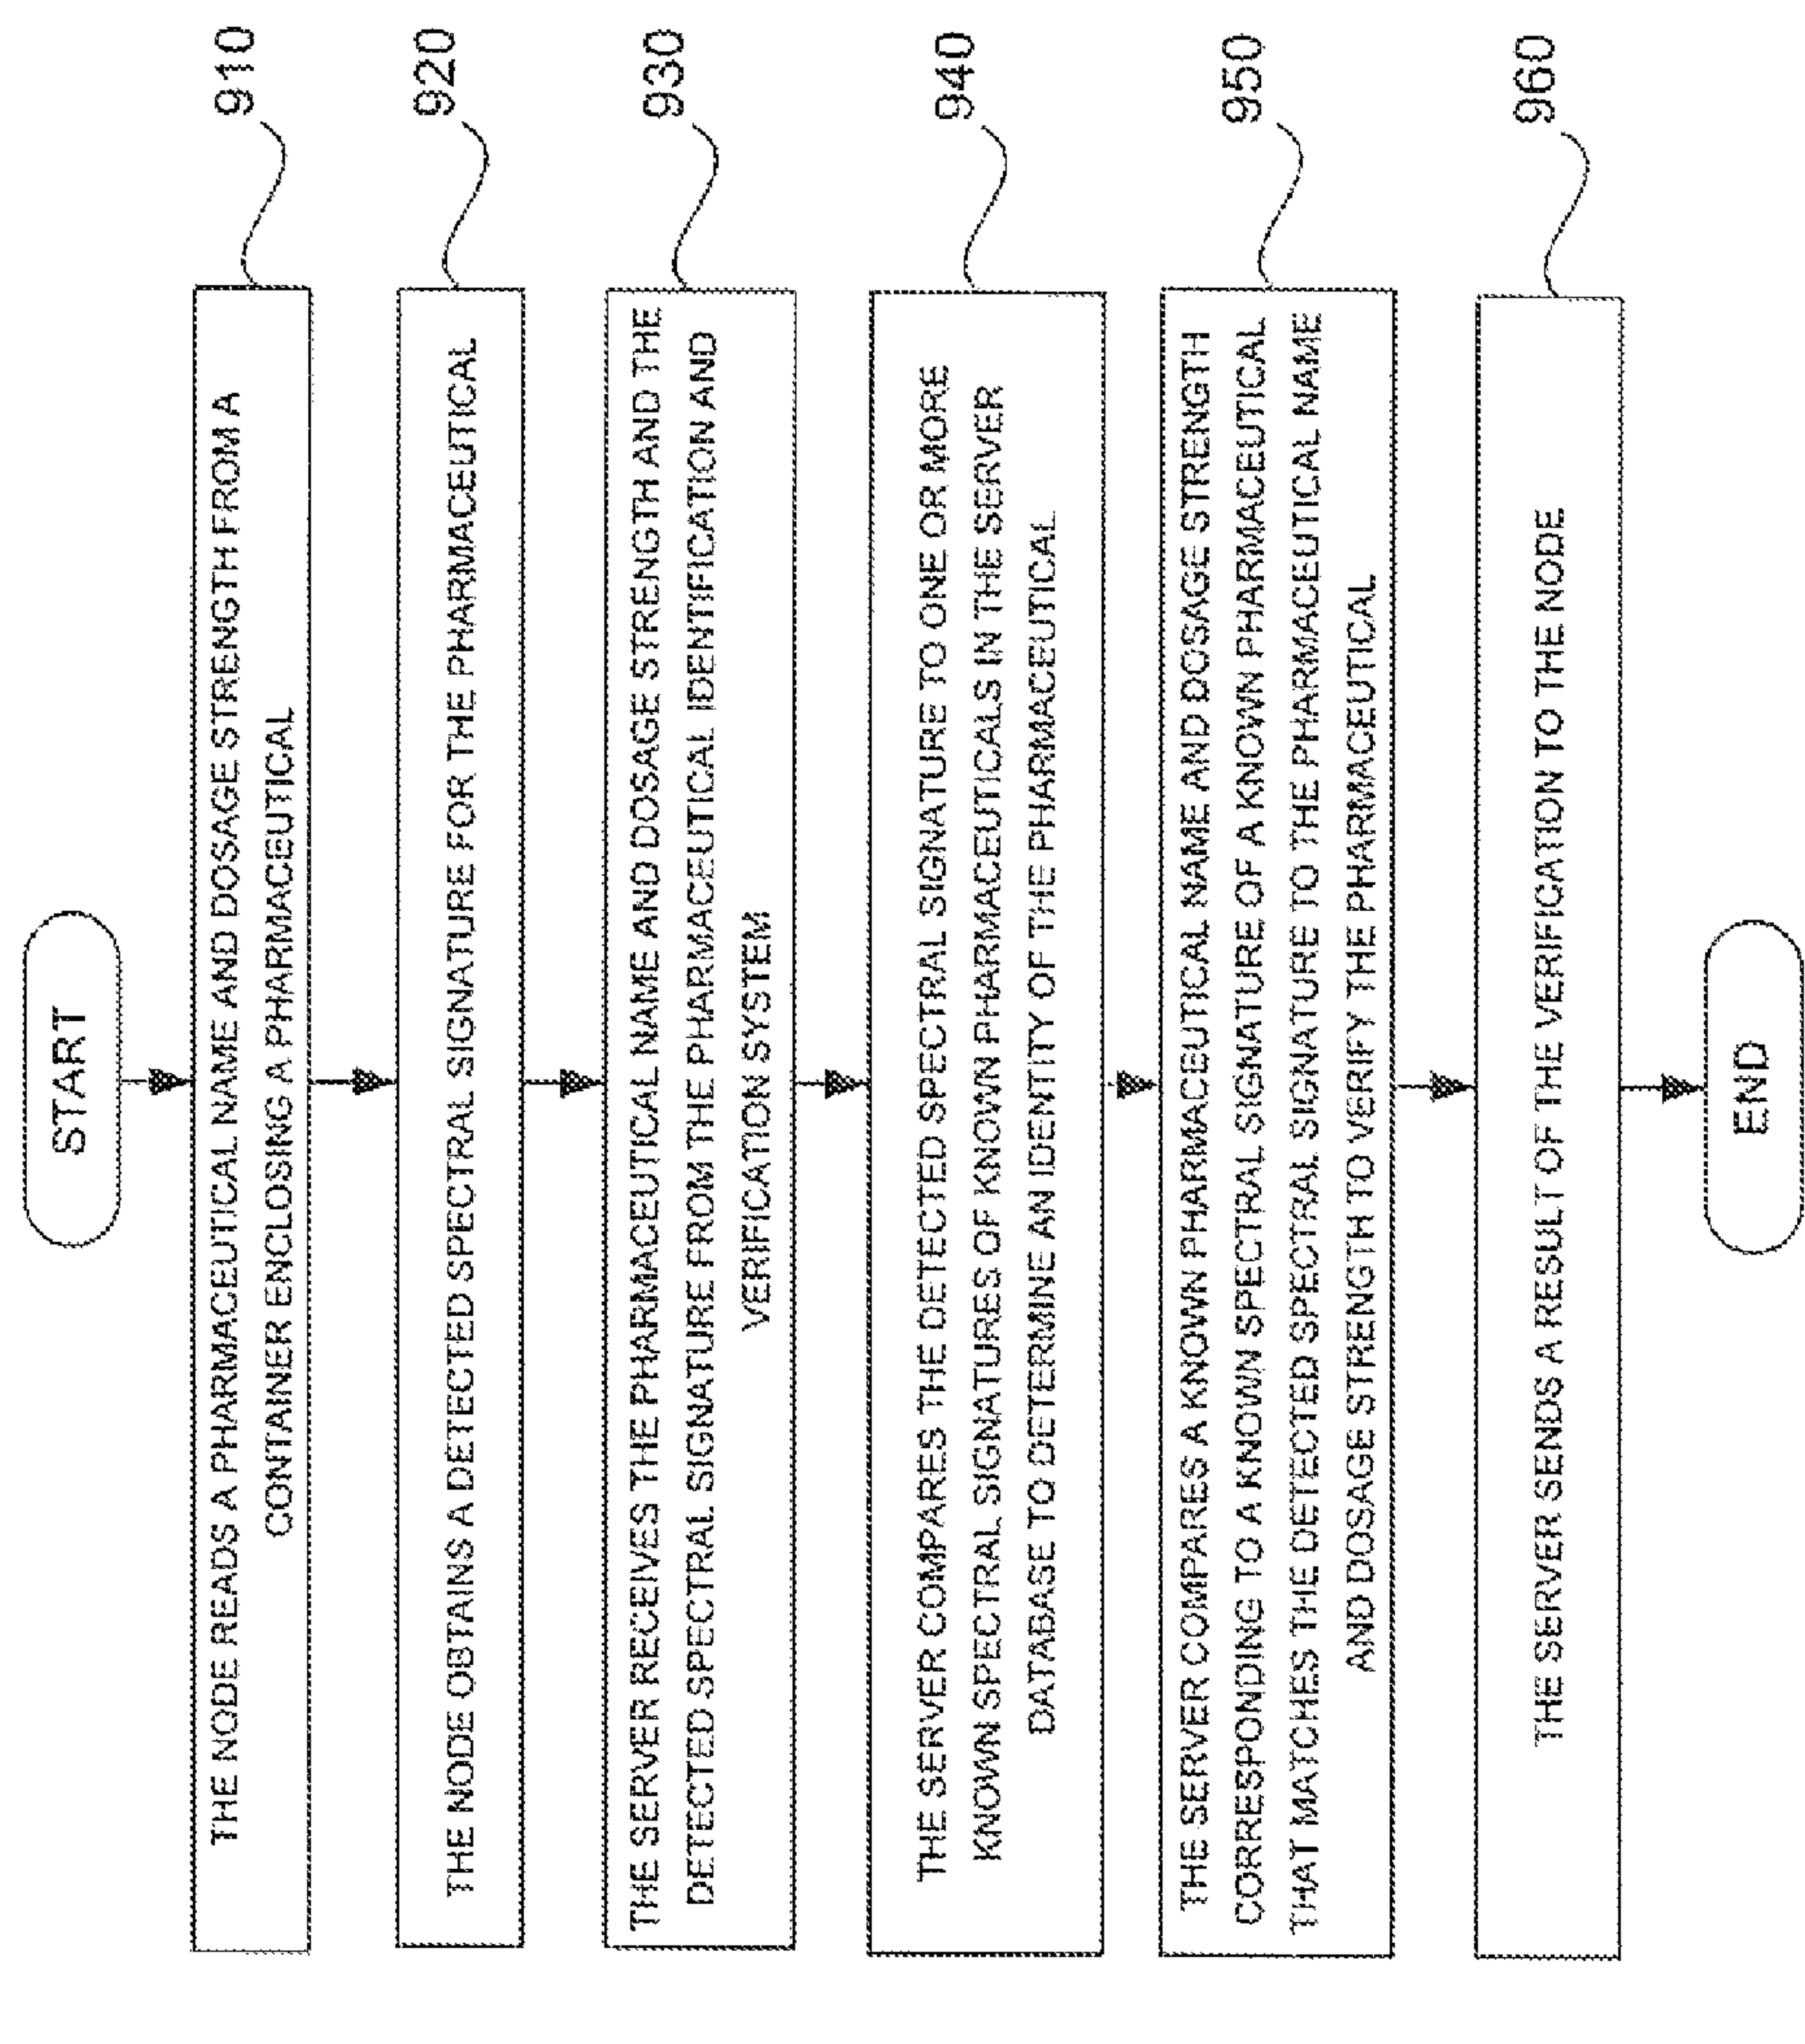 START
THE NODE READS A PHARMACEUTICAL NAME AND DOSAGE STRENGTH FROM A
CONTAINER ENCLOSING A PHARMACEUTICAL
910
THE NODE OBTAINS A DETECTED SPECTRAL SIGNATURE FOR THE PHARMACEUTICAL
920
THE SERVER RECEIVES THE PHARMACEUTICAL NAME AND DOSAGE STRENGTH AND THE
DETECTED SPECTRAL SIGNATURE FROM THE PHARMACEUTICAL IDENTIFICATION AND
VERIFICATION SYSTEM
930
THE SERVER COMPARES THE DETECTED SPECTRAL SIGNATURE TO ONE OR MORE
KNOWN SPECTRAL SIGNATURES OF KNOWN PHARMACEUTICALS IN THE SERVER
DATABASE TO DETERMINE AN IDENTITY OF THE PHARMACEUTICAL
940
THE SERVER COMPARES A KNOWN PHARMACEUTICAL NAME AND DOSAGE STRENGTH
CORRESPONDING TO A KNOWN SPECTRAL SIGNATURE OF A KNOWN PHARMACEUTICAL
THAT MATCHES THE DETECTED SPECTRAL SIGNATURE TO THE PHARMACEUTICAL NAME
AND DOSAGE STRENGTH TO VERIFY THE PHARMACEUTICAL
950
THE SERVER SENDS A RESULT OF THE VERIFICATION TO THE NODE
960
END